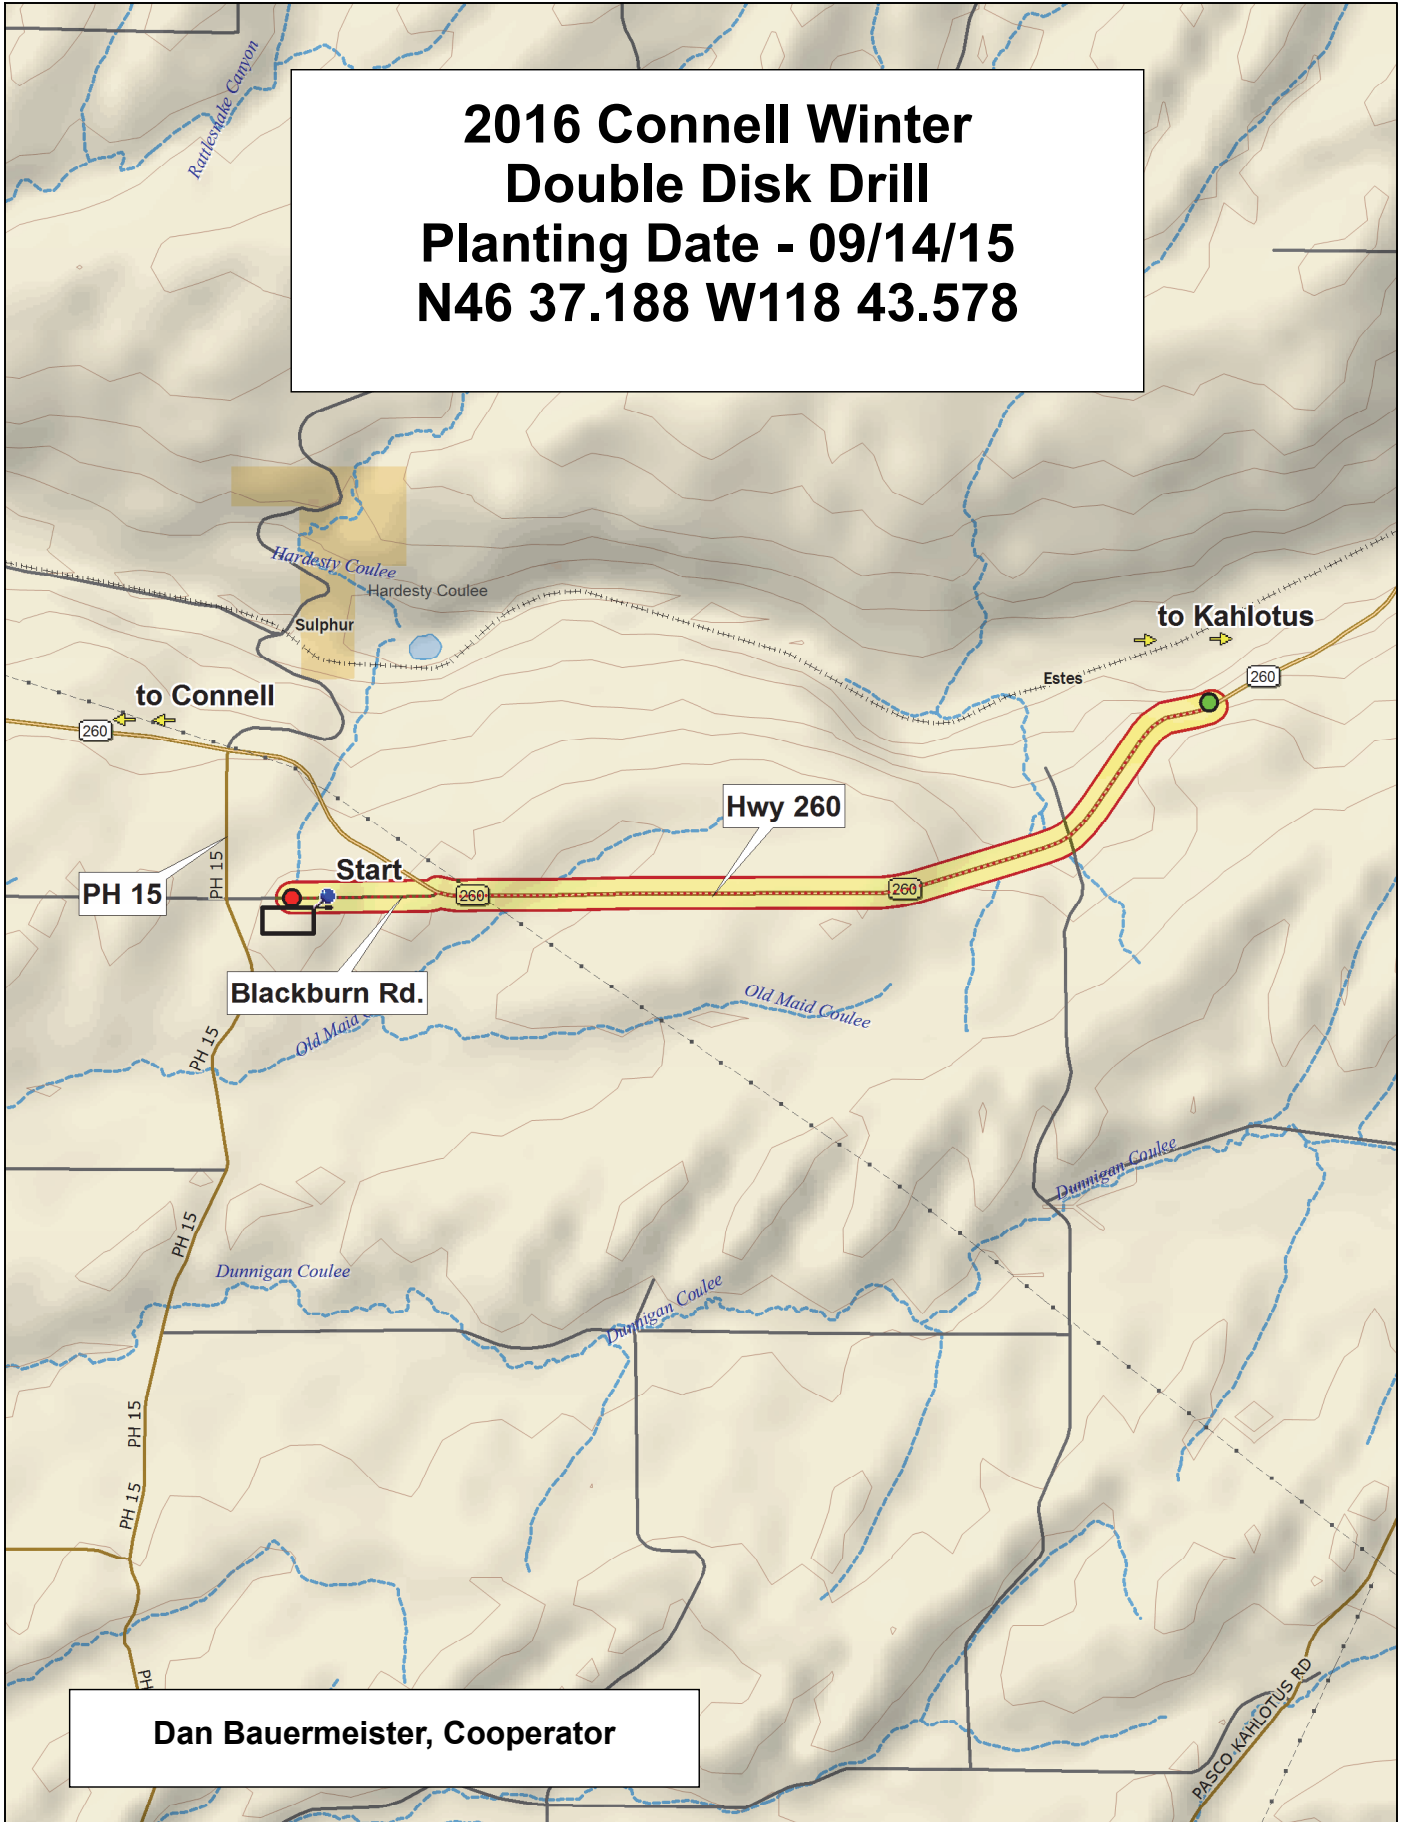 Rattlesnake Canyon
2016 Connell Winter
Double Disk Drill
Planting Date - 09/14/15
N46 37.188 W118 43.578
Hardesty Coulee
Hardesty Coulee
Sulphur
to Kahlotus
Estes
260
to Connell
260
Hwy 260
PH 15
PH 15
Start
260
260
Blackburn Rd.
Old Maid
Old Maid Coulee
PH 15
Dunnigan Coulee
PH 15
Dunnigan Coulee
Dunnigan Coulee
PH 15
PH 15
PH
PASCO KAHLOTUS RD
Dan Bauermeister, Cooperator